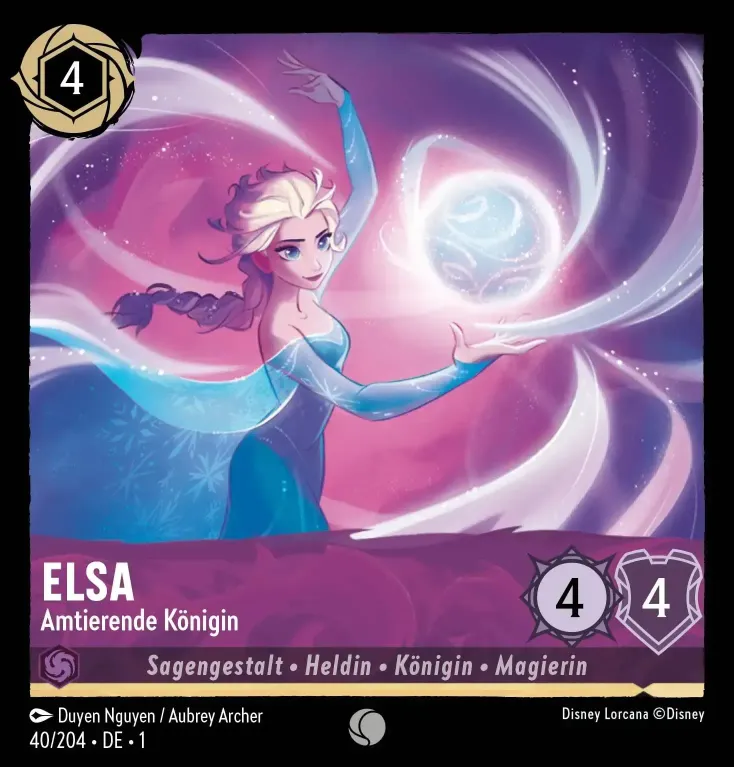 4
ELSA
Amtierende Königin
4
4
Sagengestalt • Heldin • Königin • Magierin
Duyen Nguyen / Aubrey Archer
Disney Lorcana ©Disney
40/204 • DE • 1